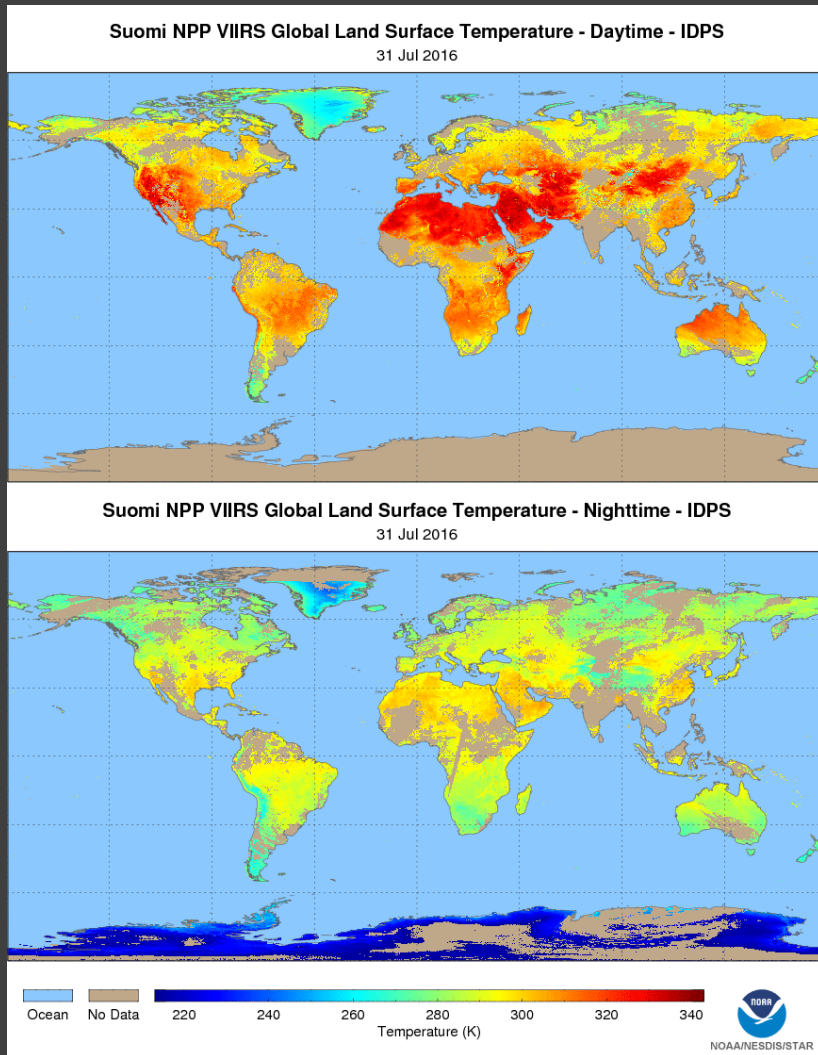 Suomi NPP VIIRS Global Land Surface Temperature - Daytime - IDPS
31 Jul 2016
Suomi NPP VIIRS Global Land Surface Temperature - Nighttime - IDPS
31 Jul 2016
Ocean No Data 220 240 260 280 300 320 340
Temperature (K)
NOAA
NOAA/NESDIS/STAR